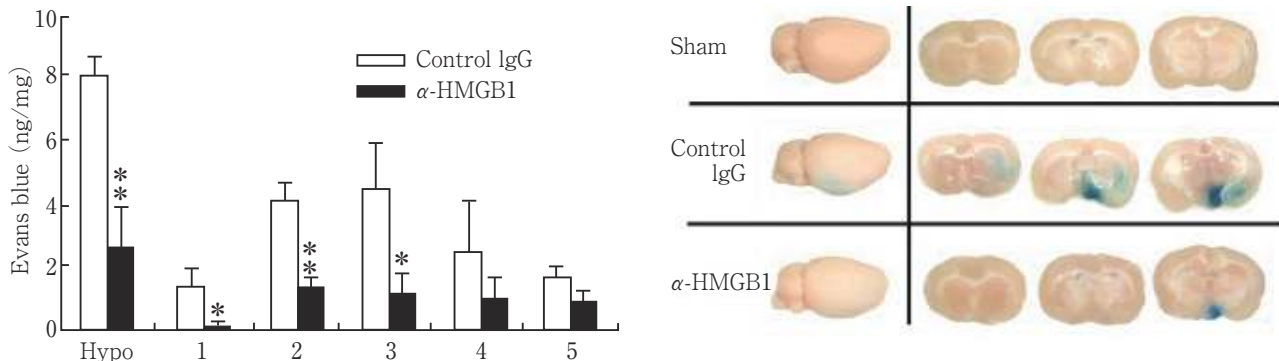 10
8
6
4
2
0
Evans blue (ng/mg)
Control lgG
α-HMGB1
**
*
**
*
Hypo 1 2 3 4 5
Sham
Control
lgG
α-HMGB1